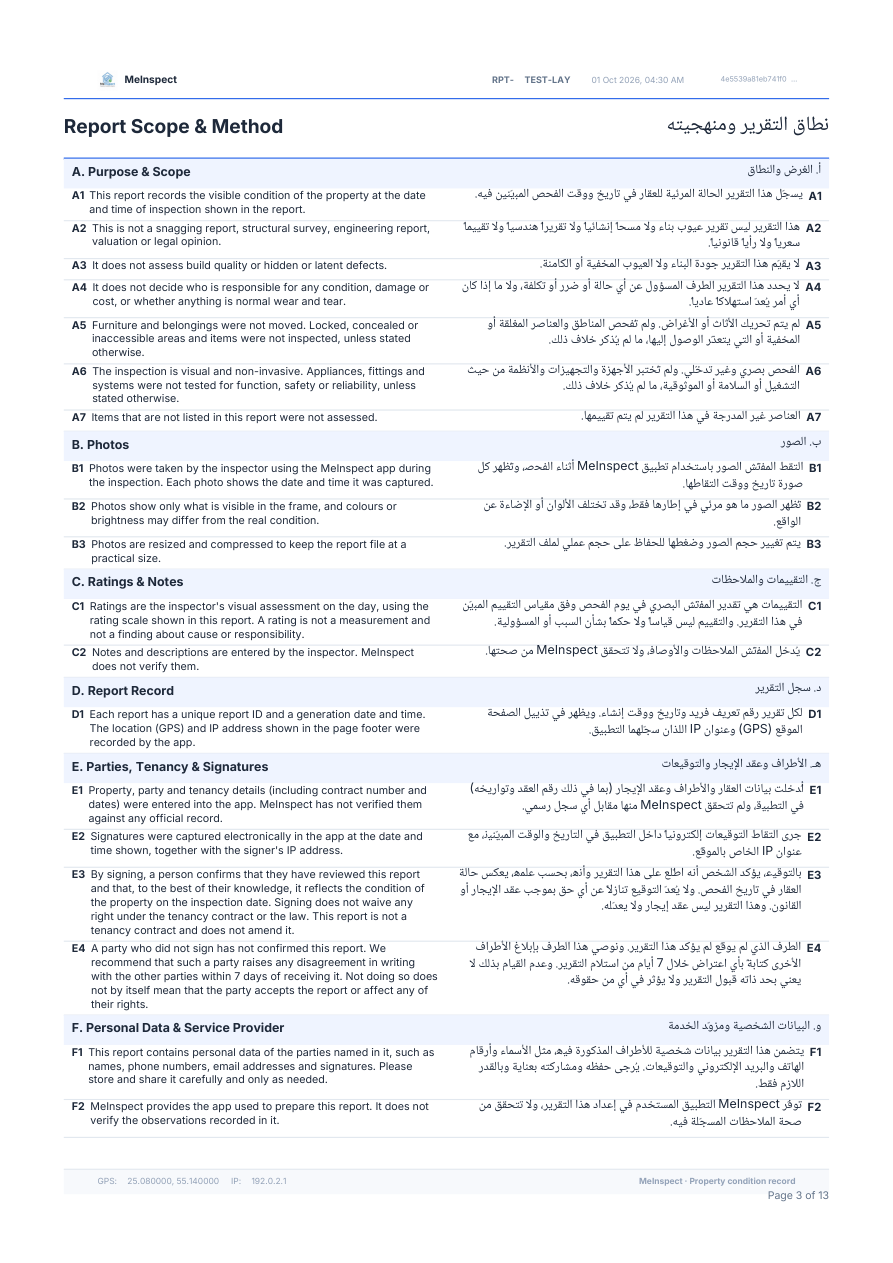 MeInspect
RPT- TEST-LAY 01 Oct 2026, 04:30 AM 4e5539a81eb741f0 ...
Report Scope & Method
نطاق التقرير ومنهجيته
A. Purpose & Scope
أ. الغرض والنطاق
A1 This report records the visible condition of the property at the date
and time of inspection shown in the report.
A1 يسجّل هذا التقرير الحالة المرئية للعقار في تاريخ ووقت الفحص المبيّنين فيه.
A2 This is not a snagging report, structural survey, engineering report,
valuation or legal opinion.
A2 هذا التقرير ليس تقرير عيوب بناء ولا مسحاً إنشائياً ولا تقريراً هندسياً ولا تقييماً
سعرياً ولا رأياً قانونياً.
A3 It does not assess build quality or hidden or latent defects.
A3 لا يقيّم هذا التقرير جودة البناء ولا العيوب المخفية أو الكامنة.
A4 It does not decide who is responsible for any condition, damage or
cost, or whether anything is normal wear and tear.
A4 لا يحدد هذا التقرير الطرف المسؤول عن أي حالة أو ضرر أو تكلفة، ولا ما إذا كان
أي أمر يُعدّ استهلاكاً عادياً.
A5 Furniture and belongings were not moved. Locked, concealed or
inaccessible areas and items were not inspected, unless stated
otherwise.
A5 لم يتم تحريك الأثاث أو الأغراض. ولم تُفحص المناطق والعناصر المغلقة أو
المخفية أو التي يتعذّر الوصول إليها، ما لم يُذكر خلاف ذلك.
A6 The inspection is visual and non-invasive. Appliances, fittings and
systems were not tested for function, safety or reliability, unless
stated otherwise.
A6 الفحص بصري وغير تدخّلي. ولم تُختبر الأجهزة والتجهيزات والأنظمة من حيث
التشغيل أو السلامة أو الموثوقية، ما لم يُذكر خلاف ذلك.
A7 Items that are not listed in this report were not assessed.
A7 العناصر غير المدرجة في هذا التقرير لم يتم تقييمها.
B. Photos
ب. الصور
B1 Photos were taken by the inspector using the MeInspect app during
the inspection. Each photo shows the date and time it was captured.
B1 التقط المفتّش الصور باستخدام تطبيق MeInspect أثناء الفحص، وتظهر كل
صورة تاريخ ووقت التقاطها.
B2 Photos show only what is visible in the frame, and colours or
brightness may differ from the real condition.
B2 تُظهر الصور ما هو مرئي في إطارها فقط، وقد تختلف الألوان أو الإضاءة عن
الواقع.
B3 Photos are resized and compressed to keep the report file at a
practical size.
B3 يتم تغيير حجم الصور وضغطها للحفاظ على حجم عملي لملف التقرير.
C. Ratings & Notes
ج. التقييمات والملاحظات
C1 Ratings are the inspector's visual assessment on the day, using the
rating scale shown in this report. A rating is not a measurement and
not a finding about cause or responsibility.
C1 التقييمات هي تقدير المفتّش البصري في يوم الفحص وفق مقياس التقييم المبيّن
في هذا التقرير. والتقييم ليس قياساً ولا حكماً بشأن السبب أو المسؤولية.
C2 Notes and descriptions are entered by the inspector. MeInspect
does not verify them.
C2 يُدخل المفتّش الملاحظات والأوصاف، ولا تتحقق MeInspect من صحتها.
D. Report Record
د. سجل التقرير
D1 Each report has a unique report ID and a generation date and time.
The location (GPS) and IP address shown in the page footer were
recorded by the app.
D1 لكل تقرير رقم تعريف فريد وتاريخ ووقت إنشاء. ويظهر في تذييل الصفحة
الموقع (GPS) وعنوان IP اللذان سجّلهما التطبيق.
E. Parties, Tenancy & Signatures
هـ. الأطراف وعقد الإيجار والتوقيعات
E1 Property, party and tenancy details (including contract number and
dates) were entered into the app. MeInspect has not verified them
against any official record.
E1 أُدخلت بيانات العقار والأطراف وعقد الإيجار (بما في ذلك رقم العقد وتواريخه)
في التطبيق، ولم تتحقق MeInspect منها مقابل أي سجل رسمي.
E2 Signatures were captured electronically in the app at the date and
time shown, together with the signer's IP address.
E2 جرى التقاط التوقيعات إلكترونياً داخل التطبيق في التاريخ والوقت المبيّنين، مع
عنوان IP الخاص بالموقع.
E3 By signing, a person confirms that they have reviewed this report
and that, to the best of their knowledge, it reflects the condition of
the property on the inspection date. Signing does not waive any
right under the tenancy contract or the law. This report is not a
tenancy contract and does not amend it.
E3 بالتوقيع، يؤكد الشخص أنه اطلع على هذا التقرير وأنه، بحسب علمه، يعكس حالة
العقار في تاريخ الفحص. ولا يُعدّ التوقيع تنازلاً عن أي حق بموجب عقد الإيجار أو
القانون. وهذا التقرير ليس عقد إيجار ولا يعدّله.
E4 A party who did not sign has not confirmed this report. We
recommend that such a party raises any disagreement in writing
with the other parties within 7 days of receiving it. Not doing so does
not by itself mean that the party accepts the report or affect any of
their rights.
E4 الطرف الذي لم يوقع لم يؤكد هذا التقرير. ونوصي هذا الطرف بإبلاغ الأطراف
الأخرى كتابةً بأي اعتراض خلال 7 أيام من استلام التقرير. وعدم القيام بذلك لا
يعني بحد ذاته قبول التقرير ولا يؤثر في أي من حقوقه.
F. Personal Data & Service Provider
و. البيانات الشخصية ومزوّد الخدمة
F1 This report contains personal data of the parties named in it, such as
names, phone numbers, email addresses and signatures. Please
store and share it carefully and only as needed.
F1 يتضمن هذا التقرير بيانات شخصية للأطراف المذكورة فيه، مثل الأسماء وأرقام
الهاتف والبريد الإلكتروني والتوقيعات. يُرجى حفظه ومشاركته بعناية وبالقدر
اللازم فقط.
F2 MeInspect provides the app used to prepare this report. It does not
verify the observations recorded in it.
F2 توفر MeInspect التطبيق المستخدم في إعداد هذا التقرير، ولا تتحقق من
صحة الملاحظات المسجّلة فيه.
GPS: 25.080000, 55.140000 IP: 192.0.2.1
MeInspect · Property condition record
Page 3 of 13